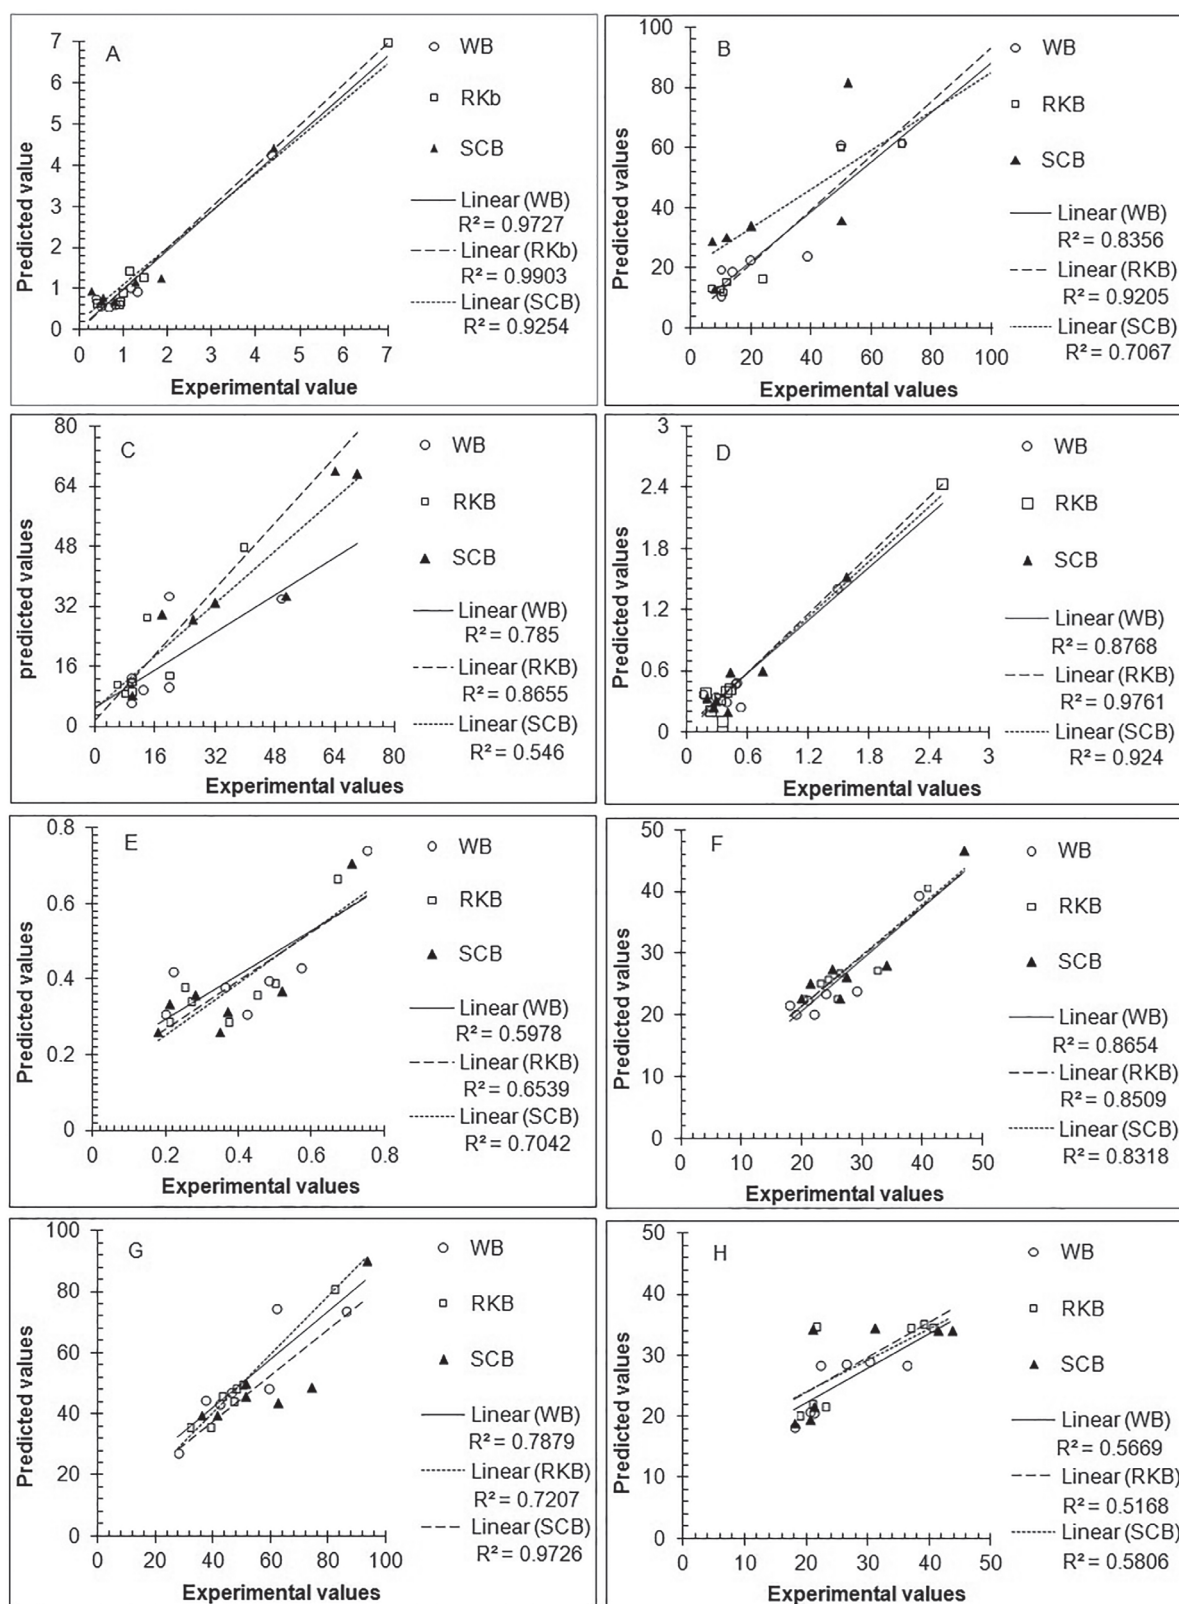 A
Predicted value
7
6
5
4
3
2
1
0
0 1 2 3 4 5 6 7
Experimental value
WB
RKb
SCB
Linear (WB)
R² = 0.9727
Linear (RKb)
R² = 0.9903
Linear (SCB)
R² = 0.9254
B
Predicted values
100
80
60
40
20
0
0 20 40 60 80 100
Experimental values
WB
RKB
SCB
Linear (WB)
R² = 0.8356
Linear (RKB)
R² = 0.9205
Linear (SCB)
R² = 0.7067
C
predicted values
80
64
48
32
16
0
0 16 32 48 64 80
Experimental values
WB
RKB
SCB
Linear (WB)
R² = 0.785
Linear (RKB)
R² = 0.8655
Linear (SCB)
R² = 0.546
D
Predicted values
3
2.4
1.8
1.2
0.6
0
0 0.6 1.2 1.8 2.4 3
Experimental values
WB
RKB
SCB
Linear (WB)
R² = 0.8768
Linear (RKB)
R² = 0.9761
Linear (SCB)
R² = 0.924
E
Predicted values
0.8
0.6
0.4
0.2
0
0 0.2 0.4 0.6 0.8
Experimental values
WB
RKB
SCB
Linear (WB)
R² = 0.5978
Linear (RKB)
R² = 0.6539
Linear (SCB)
R² = 0.7042
F
Predicted values
50
40
30
20
10
0
0 10 20 30 40 50
Experimental values
WB
RKB
SCB
Linear (WB)
R² = 0.8654
Linear (RKB)
R² = 0.8509
Linear (SCB)
R² = 0.8318
G
Predicted values
100
80
60
40
20
0
0 20 40 60 80 100
Experimental values
WB
RKB
SCB
Linear (WB)
R² = 0.7879
Linear (RKB)
R² = 0.7207
Linear (SCB)
R² = 0.9726
H
Predicted values
50
40
30
20
10
0
0 10 20 30 40 50
Experimental values
WB
RKB
SCB
Linear (WB)
R² = 0.5669
Linear (RKB)
R² = 0.5168
Linear (SCB)
R² = 0.5806